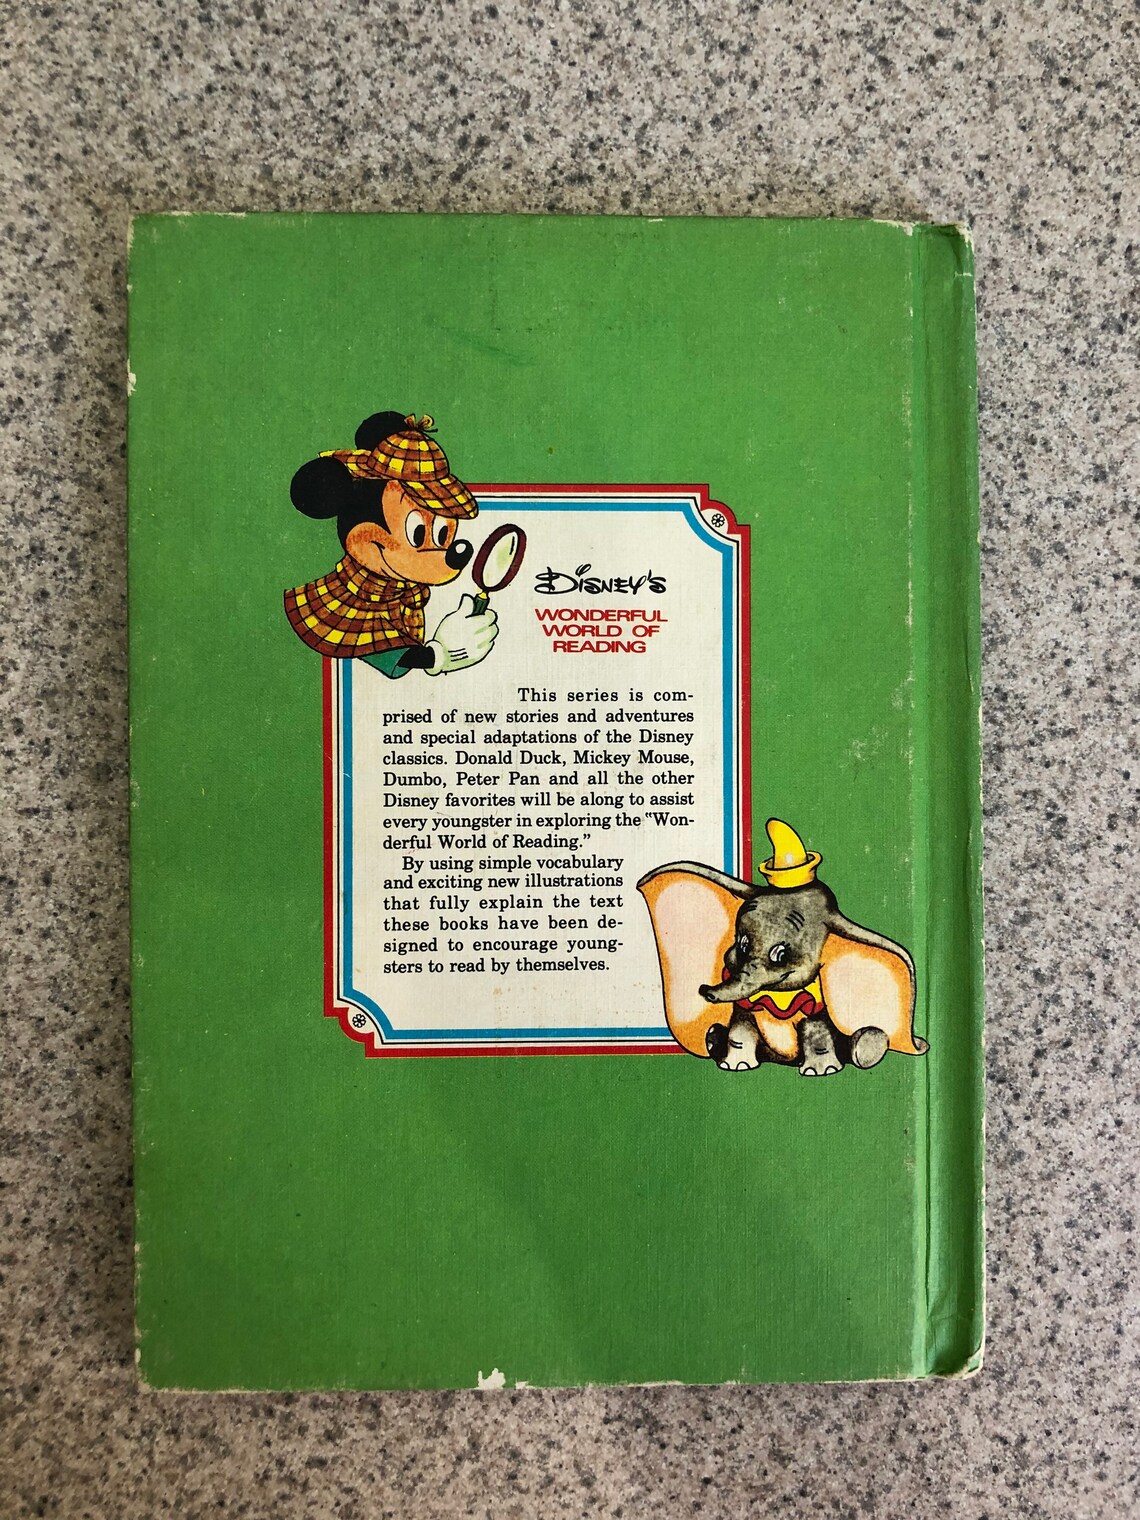 Disney's
WONDERFUL
WORLD OF
READING
This series is com-
prised of new stories and adventures
and special adaptations of the Disney
classics. Donald Duck, Mickey Mouse,
Dumbo, Peter Pan and all the other
Disney favorites will be along to assist
every youngster in exploring the "Won-
derful World of Reading."
By using simple vocabulary
and exciting new illustrations
that fully explain the text
these books have been de-
signed to encourage young-
sters to read by themselves.